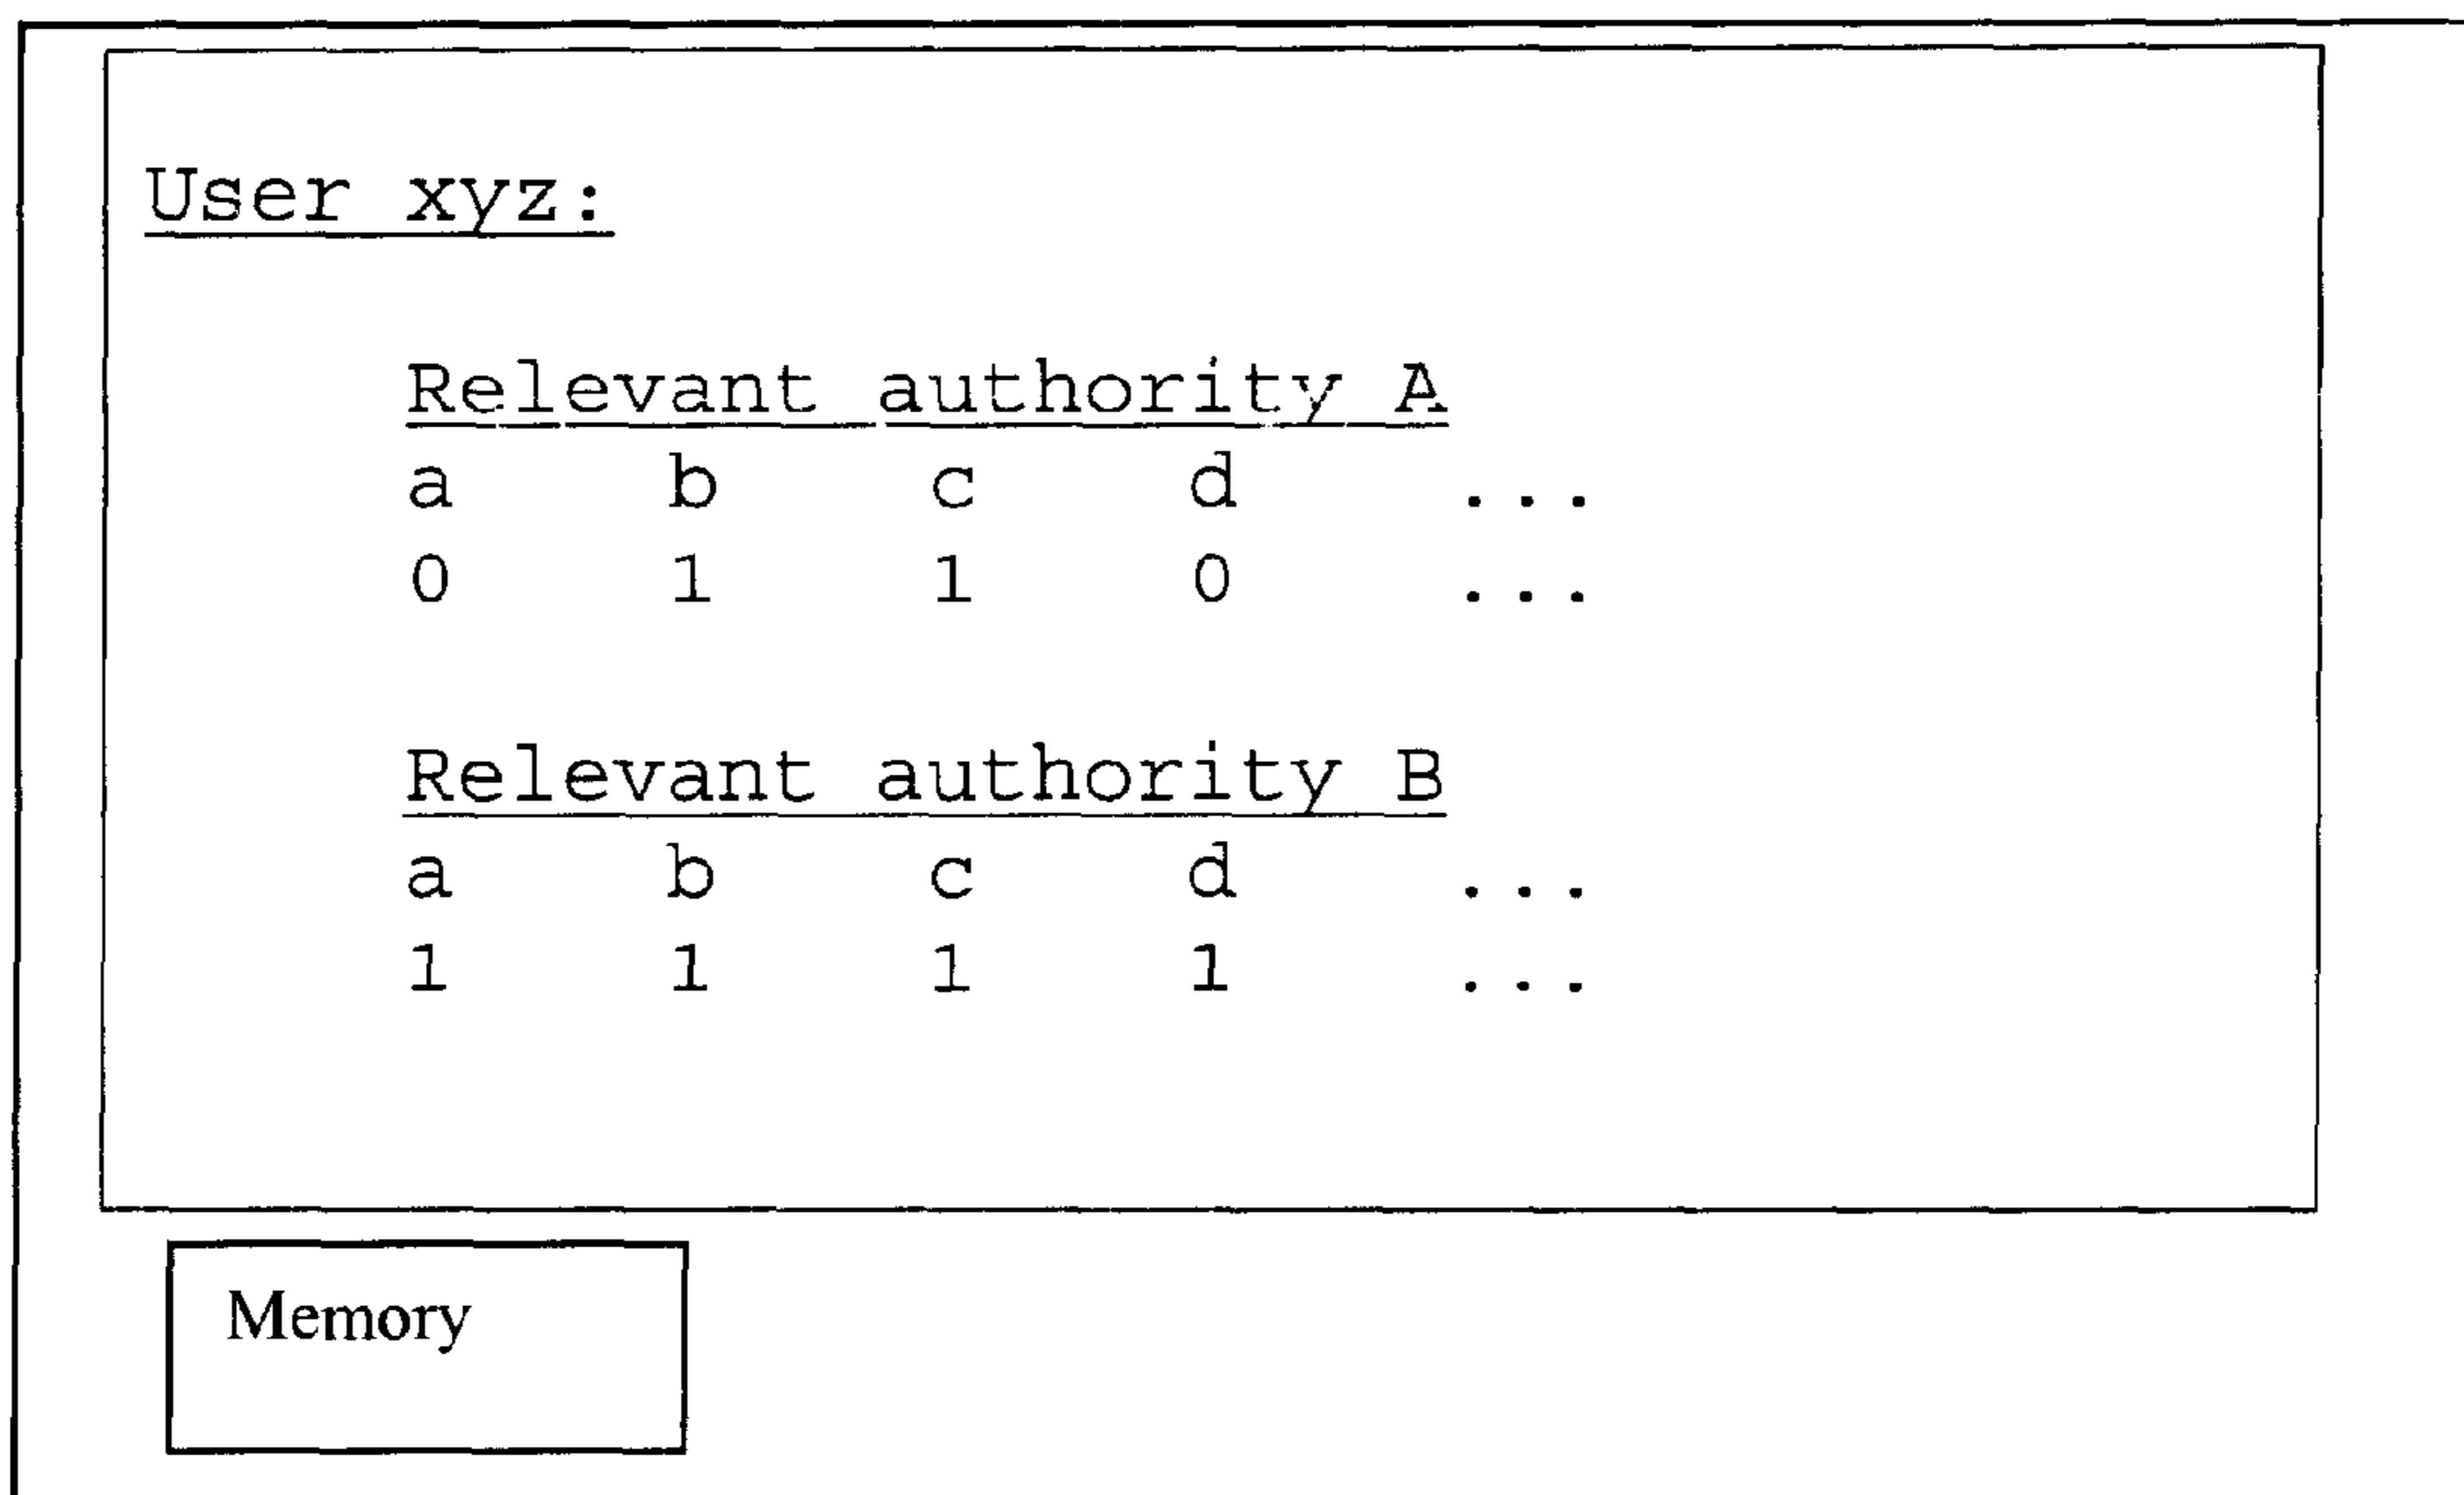 User xyz:
Relevant authority A
a b c d ...
0 1 1 0 ...
Relevant authority B
a b c d ...
1 1 1 1 ...
Memory